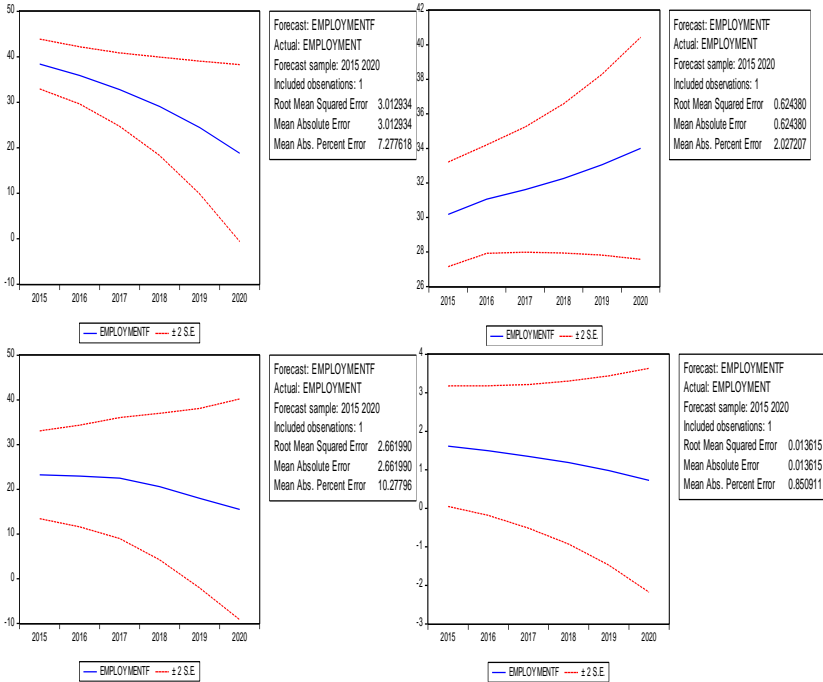 50
40
30
20
10
0
-10
2015 2016 2017 2018 2019 2020
EMPLOYMENTF ± 2 S.E.
Forecast: EMPLOYMENTF
Actual: EMPLOYMENT
Forecast sample: 2015 2020
Included observations: 1
Root Mean Squared Error 3.012934
Mean Absolute Error 3.012934
Mean Abs. Percent Error 7.277618
42
40
38
36
34
32
30
28
26
2015 2016 2017 2018 2019 2020
EMPLOYMENTF ± 2 S.E.
Forecast: EMPLOYMENTF
Actual: EMPLOYMENT
Forecast sample: 2015 2020
Included observations: 1
Root Mean Squared Error 0.624380
Mean Absolute Error 0.624380
Mean Abs. Percent Error 2.027207
50
40
30
20
10
0
-10
2015 2016 2017 2018 2019 2020
EMPLOYMENTF ± 2 S.E.
Forecast: EMPLOYMENTF
Actual: EMPLOYMENT
Forecast sample: 2015 2020
Included observations: 1
Root Mean Squared Error 2.661990
Mean Absolute Error 2.661990
Mean Abs. Percent Error 10.27796
4
3
2
1
0
-1
-2
-3
2015 2016 2017 2018 2019 2020
EMPLOYMENTF ± 2 S.E.
Forecast: EMPLOYMENTF
Actual: EMPLOYMENT
Forecast sample: 2015 2020
Included observations: 1
Root Mean Squared Error 0.013615
Mean Absolute Error 0.013615
Mean Abs. Percent Error 0.850911